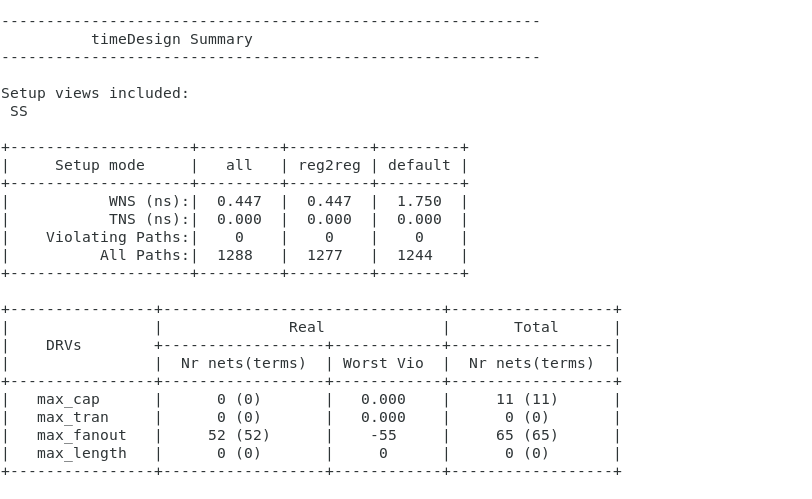 ------------------------------------------------------------
          timeDesign Summary
------------------------------------------------------------

Setup views included:
 SS

+--------------------+---------+---------+---------+
|     Setup mode     |   all   | reg2reg | default |
+--------------------+---------+---------+---------+
|           WNS (ns):|  0.447  |  0.447  |  1.750  |
|           TNS (ns):|  0.000  |  0.000  |  0.000  |
|    Violating Paths:|    0    |    0    |    0    |
|          All Paths:|  1288   |  1277   |  1244   |
+--------------------+---------+---------+---------+

+----------------+-------------------------------+------------------+
|                |              Real             |       Total      |
|    DRVs        +------------------+------------+------------------|
|                |  Nr nets(terms)  | Worst Vio  |  Nr nets(terms)  |
+----------------+------------------+------------+------------------+
|   max_cap      |      0 (0)       |   0.000    |     11 (11)      |
|   max_tran     |      0 (0)       |   0.000    |      0 (0)       |
|   max_fanout   |     52 (52)      |    -55     |     65 (65)      |
|   max_length   |      0 (0)       |     0      |      0 (0)       |
+----------------+------------------+------------+------------------+